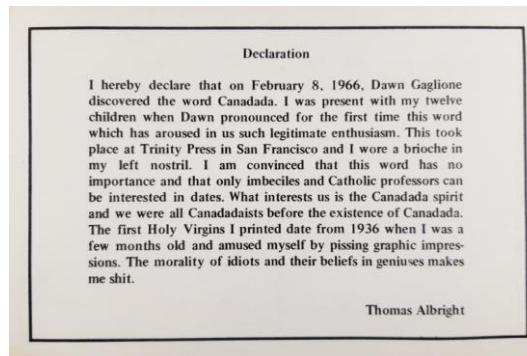 Declaration
I hereby declare that on February 8, 1966, Dawn Gaglione
discovered the word Canadada. I was present with my twelve
children when Dawn pronounced for the first time this word
which has aroused in us such legitimate enthusiasm. This took
place at Trinity Press in San Francisco and I wore a brioche in
my left nostril. I am convinced that this word has no
importance and that only imbeciles and Catholic professors can
be interested in dates. What interests us is the Canadada spirit
and we were all Canadadaists before the existence of Canadada.
The first Holy Virgins I printed date from 1936 when I was a
few months old and amused myself by pissing graphic impres-
sions. The morality of idiots and their beliefs in geniuses makes
me shit.
Thomas Albright